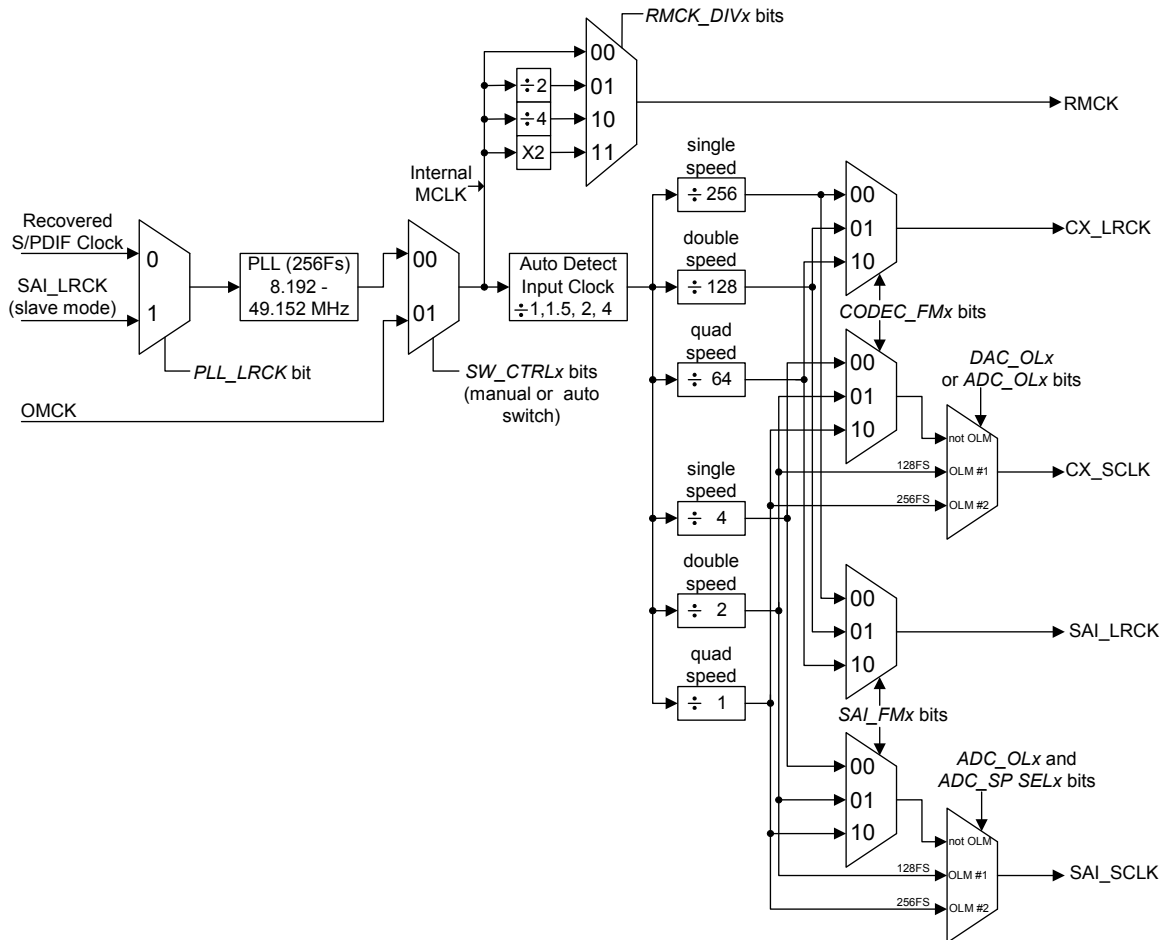 RMCK_DIVx bits
00
÷2
01
÷4
10
X2
11
RMCK
Internal
MCLK
single
speed
÷ 256
00
01
10
CX_LRCK
Recovered
S/PDIF Clock
0
SAI_LRCK
(slave mode)
1
PLL (256Fs)
8.192 -
49.152 MHz
00
01
Auto Detect
Input Clock
÷1,1.5, 2, 4
double
speed
÷ 128
PLL_LRCK bit
OMCK
SW_CTRLx bits
(manual or auto
switch)
quad
speed
÷ 64
CODEC_FMx bits
00
01
10
DAC_OLx
or ADC_OLx bits
not OLM
128FS
OLM #1
256FS
OLM #2
CX_SCLK
single
speed
÷ 4
double
speed
÷ 2
quad
speed
÷ 1
00
01
10
SAI_LRCK
SAI_FMx bits
00
01
10
ADC_OLx and
ADC_SP SELx bits
not OLM
128FS
OLM #1
256FS
OLM #2
SAI_SCLK